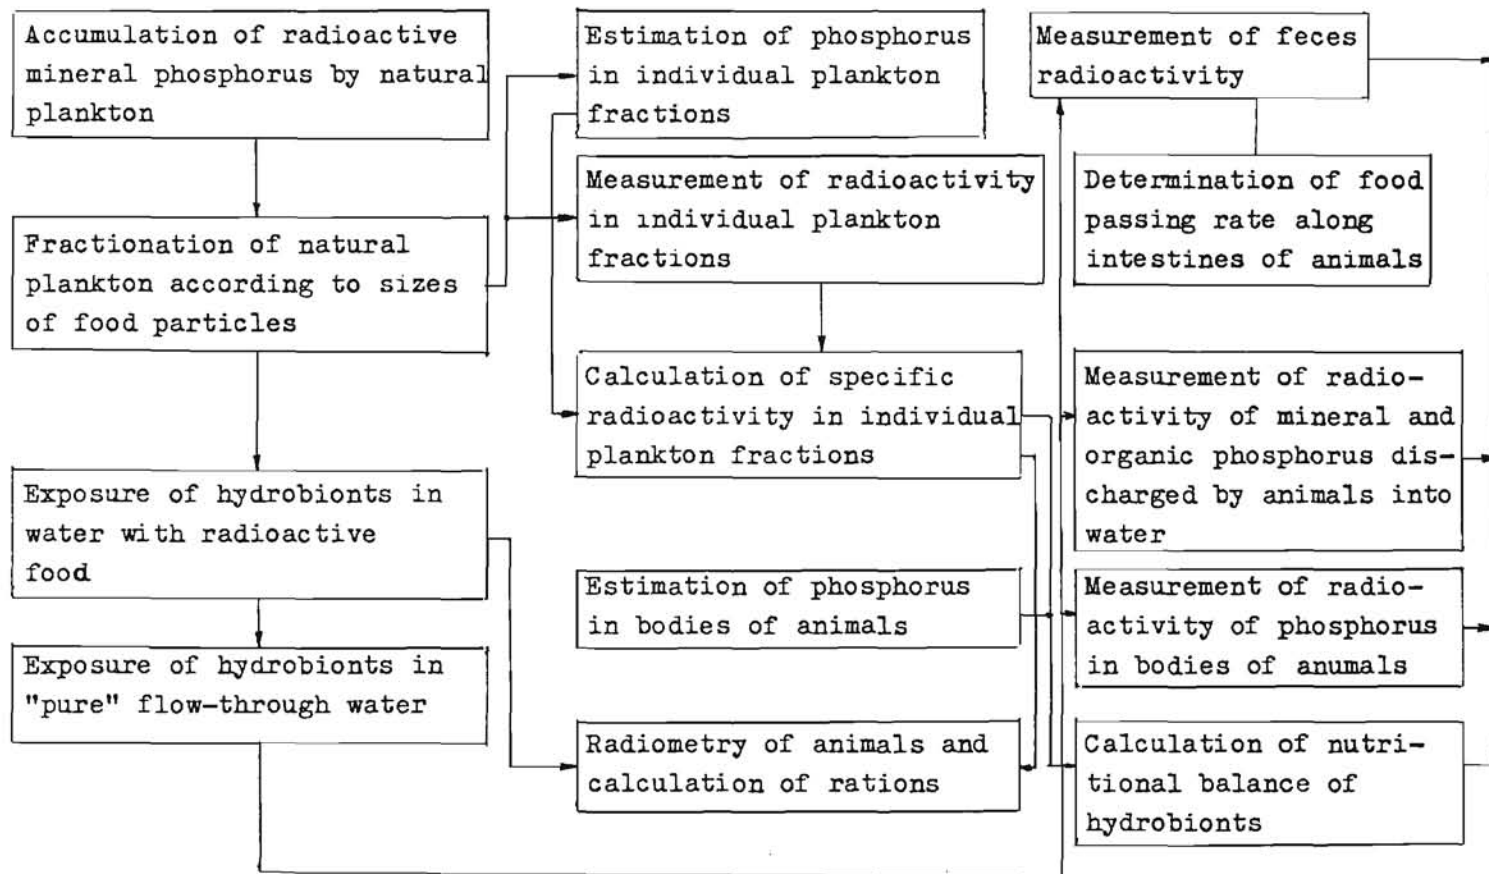 Accumulation of radioactive
mineral phosphorus by natural
plankton
Fractionation of natural
plankton according to sizes
of food particles
Exposure of hydrobionts in
water with radioactive
food
Exposure of hydrobionts in
"pure" flow-through water
Estimation of phosphorus
in individual plankton
fractions
Measurement of radioactivity
in individual plankton
fractions
Calculation of specific
radioactivity in individual
plankton fractions
Estimation of phosphorus
in bodies of animals
Radiometry of animals and
calculation of rations
Measurement of feces
radioactivity
Determination of food
passing rate along
intestines of animals
Measurement of radio-
activity of mineral and
organic phosphorus dis-
charged by animals into
water
Measurement of radio-
activity of phosphorus
in bodies of anumals
Calculation of nutri-
tional balance of
hydrobionts